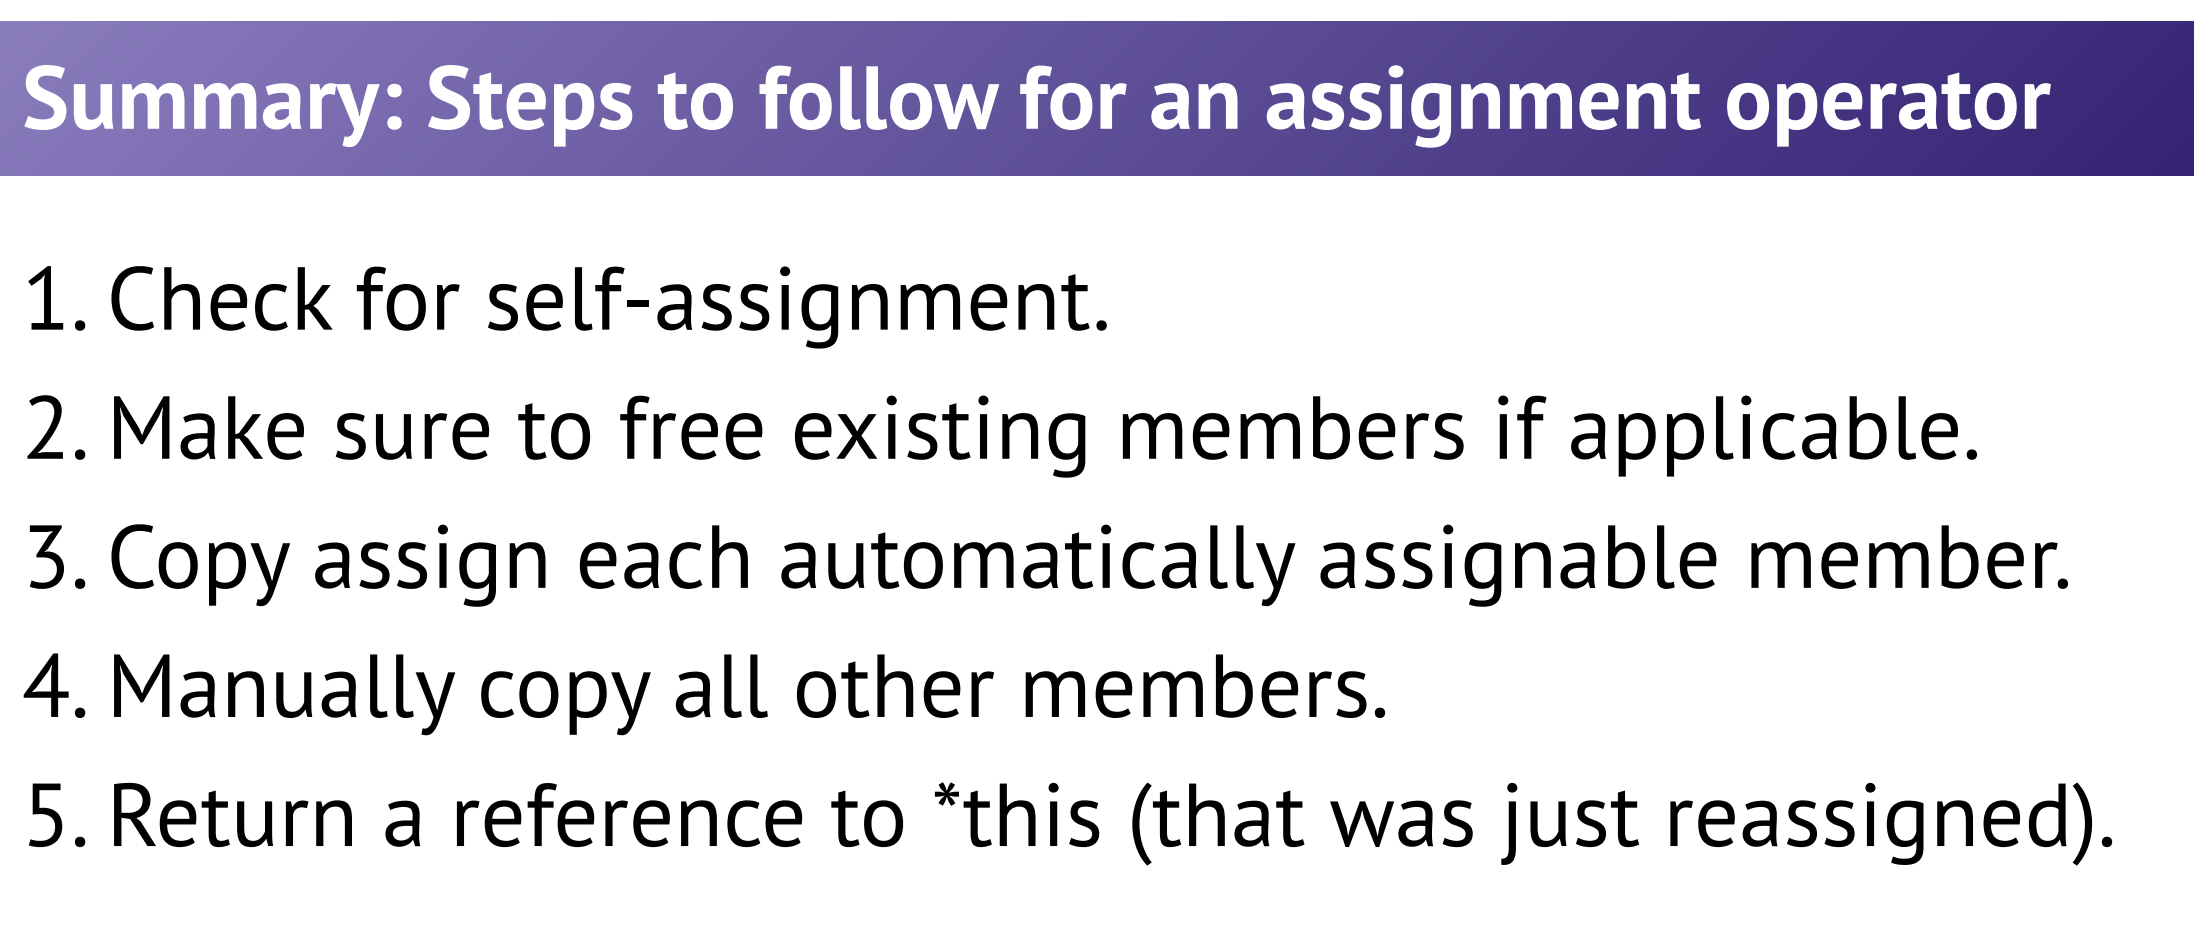 Summary: Steps to follow for an assignment operator
1. Check for self-assignment.
2. Make sure to free existing members if applicable.
3. Copy assign each automatically assignable member.
4. Manually copy all other members.
5. Return a reference to *this (that was just reassigned).